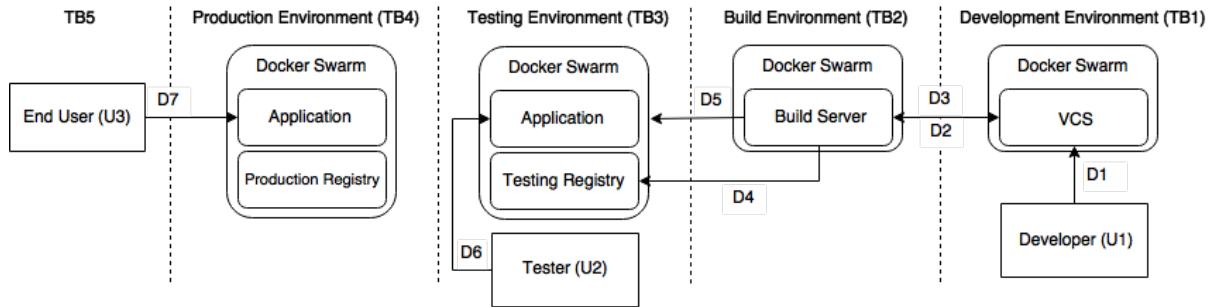 TB5
Production Environment (TB4)
Testing Environment (TB3)
Build Environment (TB2)
Development Environment (TB1)
Docker Swarm
Docker Swarm
Docker Swarm
Docker Swarm
End User (U3)
D7
Application
Application
D5
Build Server
D3
D2
VCS
Production Registry
Testing Registry
D4
D1
D6
Tester (U2)
Developer (U1)